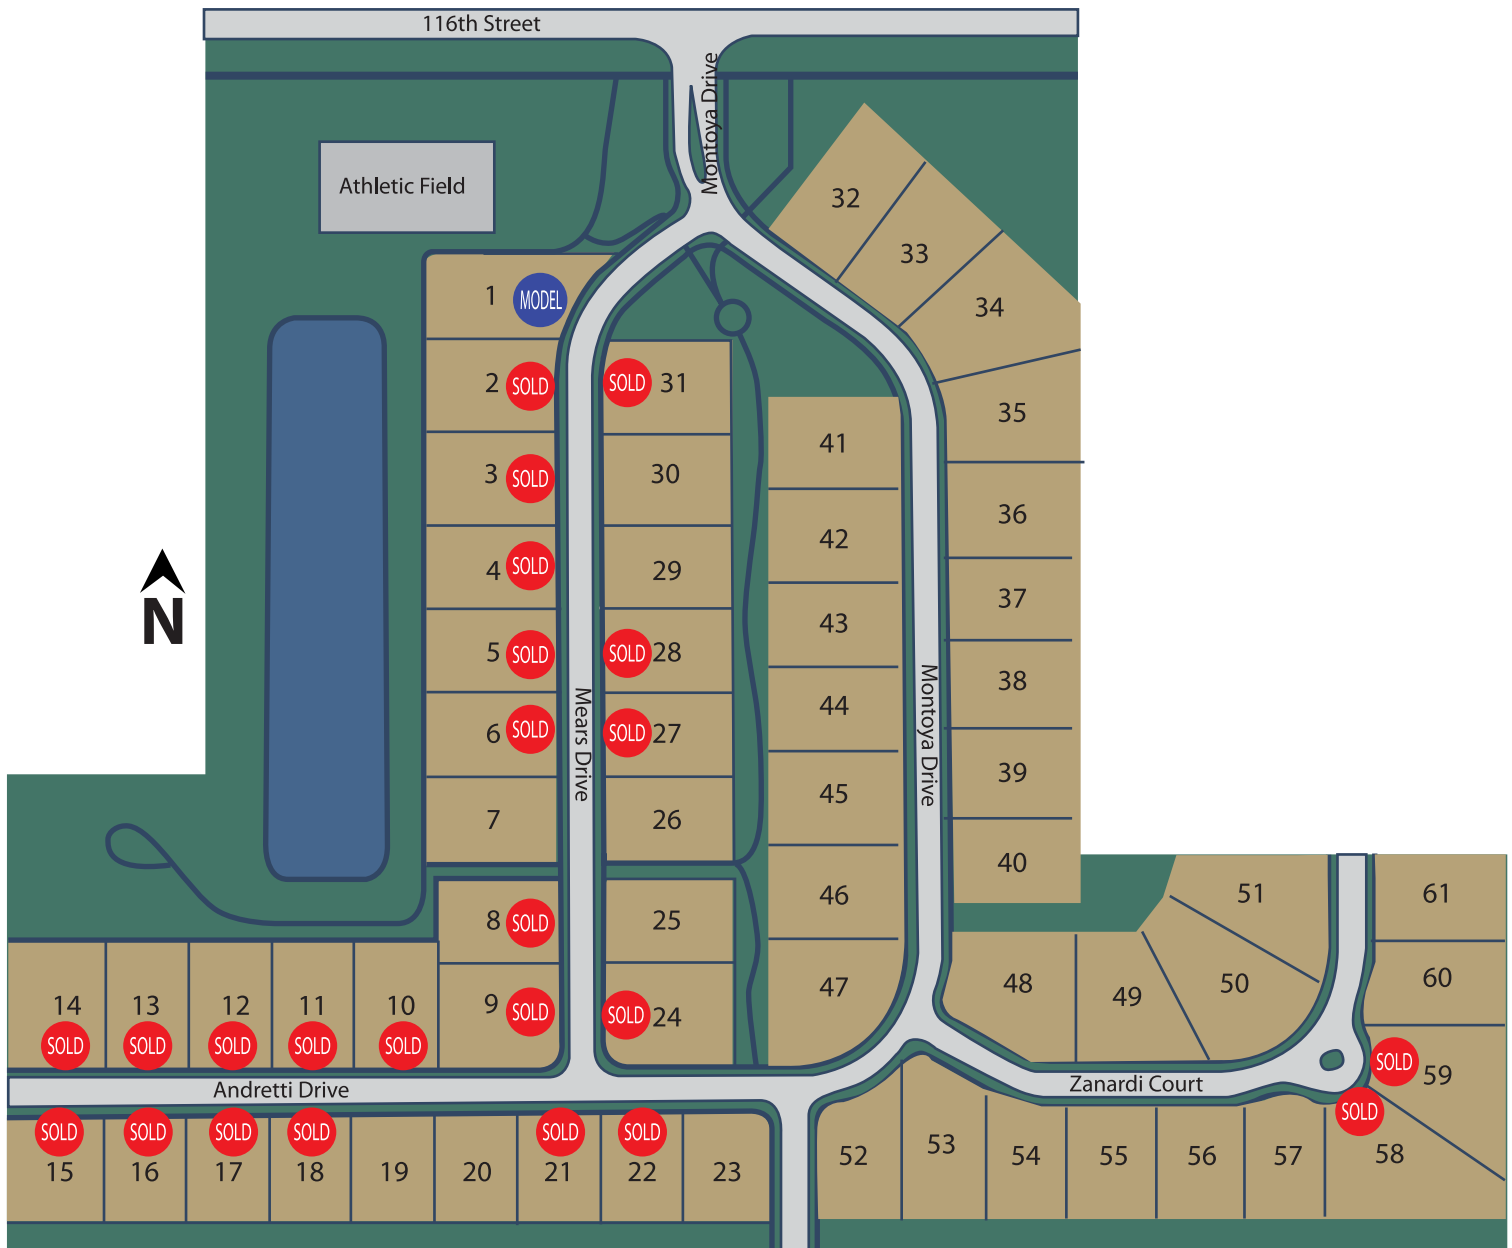 116th Street
Montoya Drive
Athletic Field
32
33
34
1 MODEL
2 SOLD
SOLD 31
35
41
3 SOLD
30
36
42
4 SOLD
29
37
43
5 SOLD
SOLD 28
38
44
6 SOLD
SOLD 27
Mears Drive
Montoya Drive
39
45
7
26
40
46
51
61
8 SOLD
25
N
14
SOLD
13
SOLD
12
SOLD
11
SOLD
10
SOLD
9 SOLD
SOLD 24
47
48
49
50
60
SOLD 59
Andretti Drive
Zanardi Court
SOLD
15
SOLD
16
SOLD
17
SOLD
18
19
20
SOLD
21
SOLD
22
23
52
53
54
55
56
57
SOLD
58